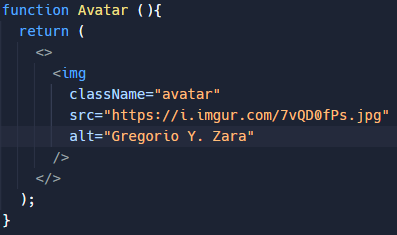 function Avatar (){
return (
<>
<img
className="avatar"
src="https://i.imgur.com/7vQD0fPs.jpg"
alt="Gregorio Y. Zara"
/>
</>
);
}